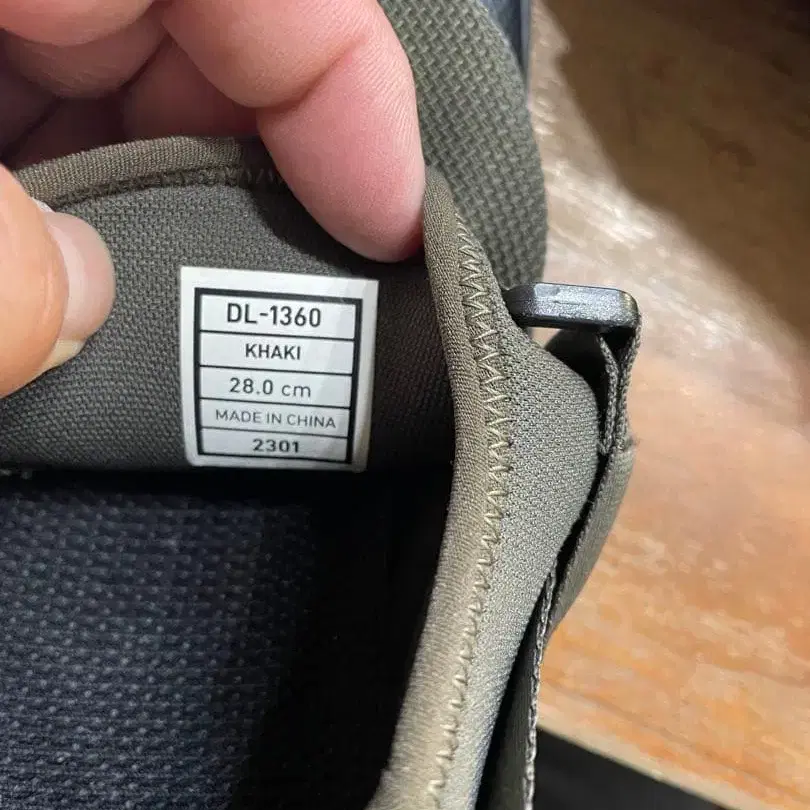 DL-1360
KHAKI
28.0 cm
MADE IN CHINA
2301